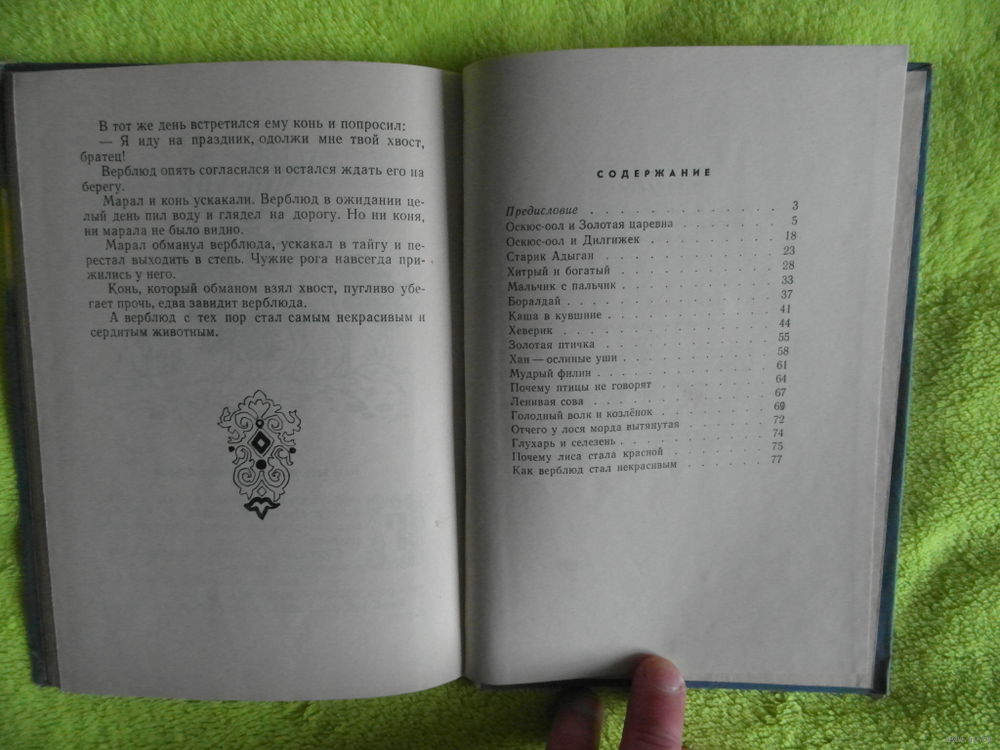 В тот же день встретился ему конь и попросил:
— Я иду на праздник, одолжи мне твой хвост,
братец!
Верблюд опять согласился и остался ждать его на
берегу.
Марал и конь ускакали. Верблюд в ожидании це-
лый день пил воду и глядел на дорогу. Но ни коня,
ни марала не было видно.
Марал обманул верблюда, ускакал в тайгу и пе-
рестал выходить в степь. Чужие рога навсегда при-
жились у него.
Конь, который обманом взял хвост, пугливо убе-
гает прочь, едва завидит верблюда.
А верблюд с тех пор стал самым некрасивым и
сердитым животным.
СОДЕРЖАНИЕ
Предисловие . . . . . . . . . . . . 3
Оскюс-оол и Золотая царевна . . . . . . . 5
Оскюс-оол и Дилгижек . . . . . . . . . 18
Старик Адыган . . . . . . . . . . . . 23
Хитрый и богатый . . . . . . . . . . . 28
Мальчик с пальчик . . . . . . . . . . . 33
Боралдай . . . . . . . . . . . . . . 37
Каша в кувшине . . . . . . . . . . . . 41
Хеверик . . . . . . . . . . . . . . 44
Золотая птичка . . . . . . . . . . . . 55
Хан — ослиные уши . . . . . . . . . . . 58
Мудрый филин . . . . . . . . . . . . 61
Почему птицы не говорят . . . . . . . . 64
Ленивая сова . . . . . . . . . . . . 67
Голодный волк и козлёнок . . . . . . . . 69
Отчего у лося морда вытянутая . . . . . . 72
Глухарь и селезень . . . . . . . . . . . 74
Почему лиса стала красной . . . . . . . . 75
Как верблюд стал некрасивым . . . . . . . 77